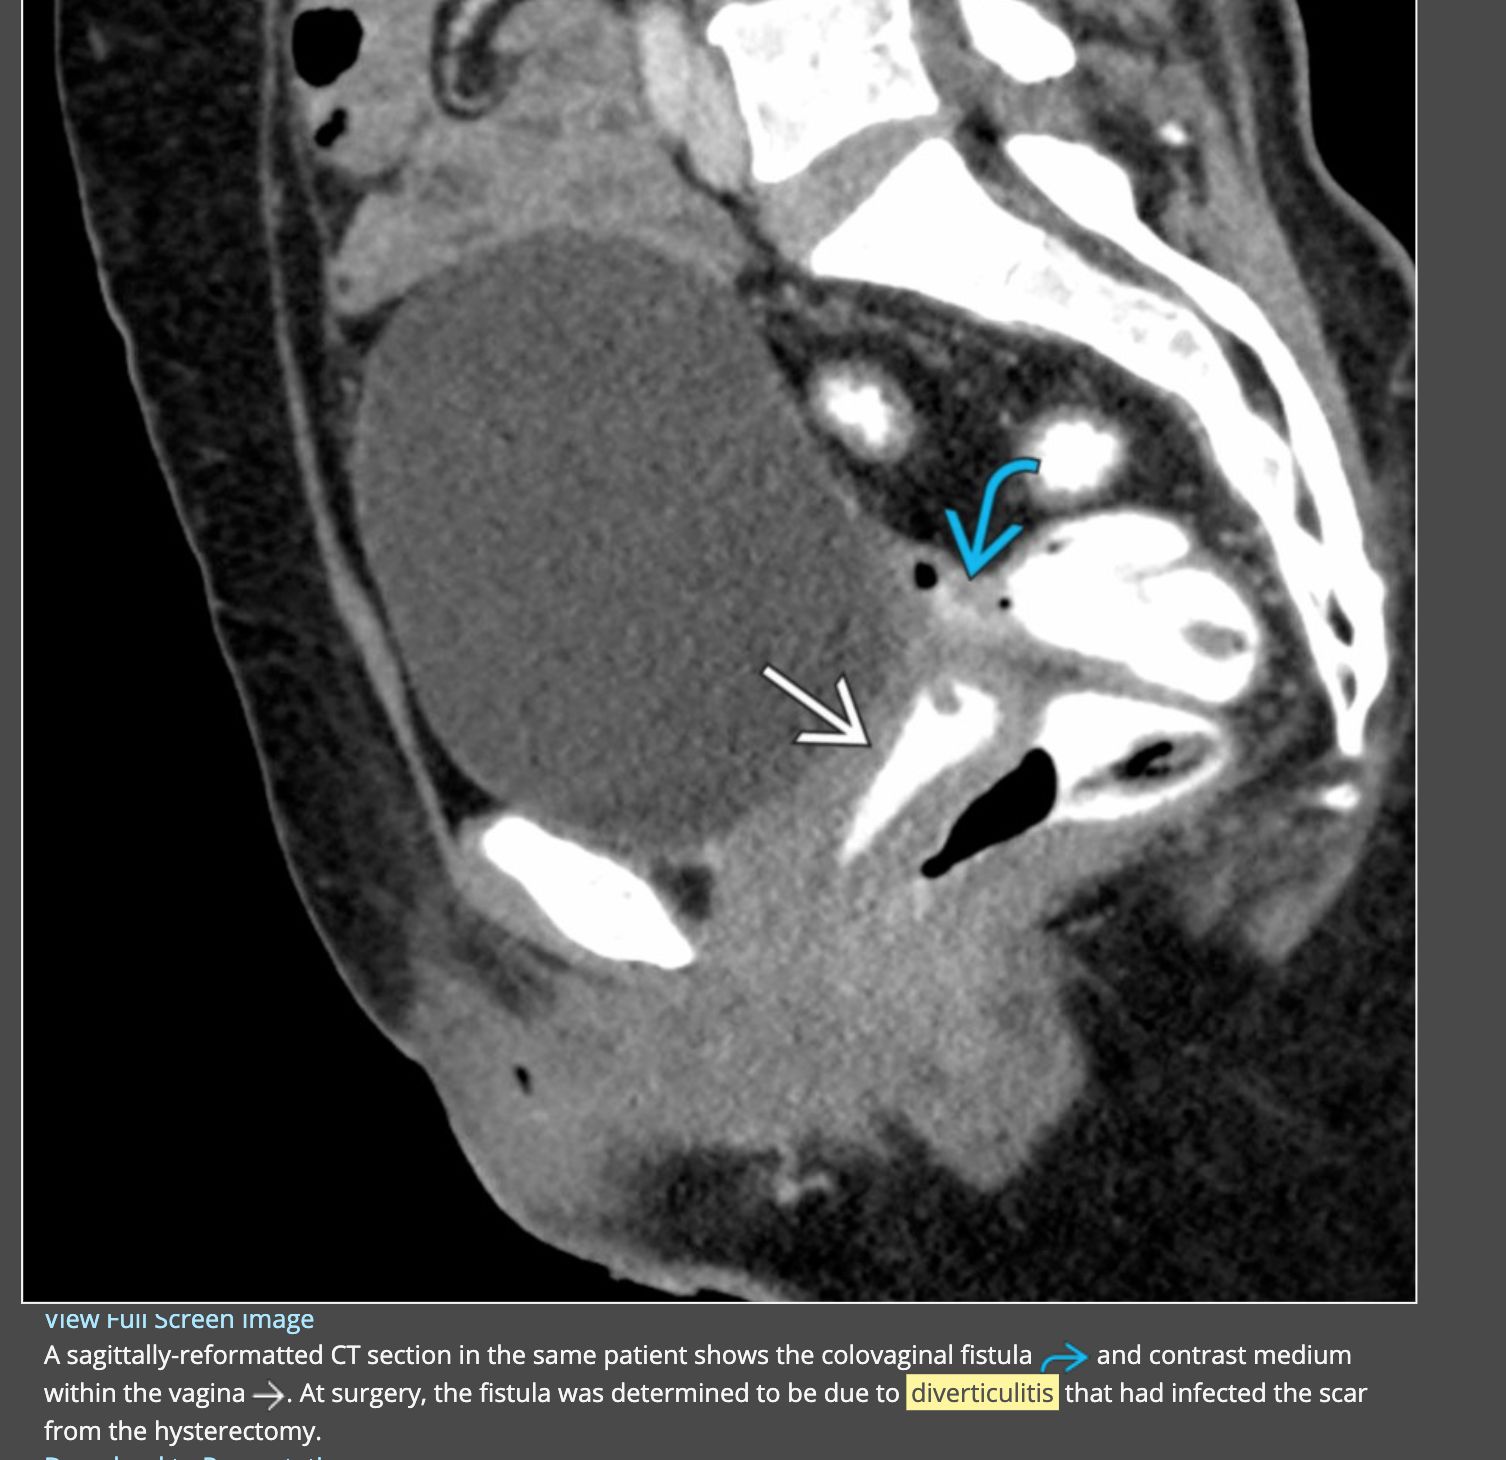 View Full Screen Image
A sagittally-reformatted CT section in the same patient shows the colovaginal fistula and contrast medium
within the vagina . At surgery, the fistula was determined to be due to diverticulitis that had infected the scar
from the hysterectomy.